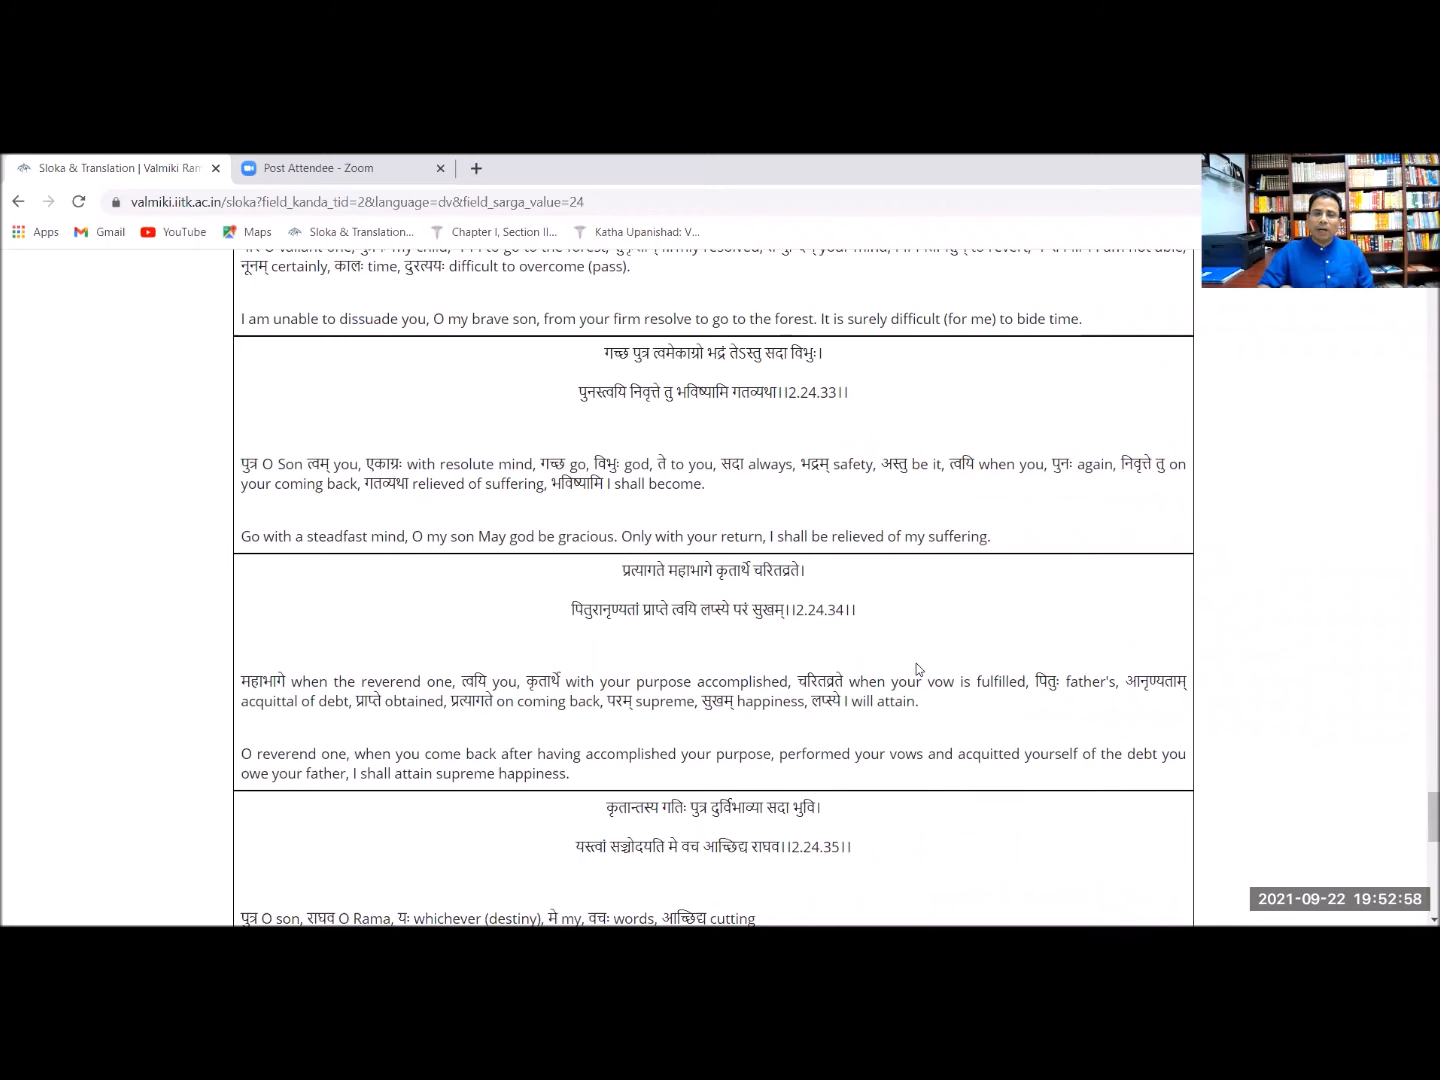 Sloka & Translation | Valmiki Ram
Post Attendee - Zoom
valmiki.iitk.ac.in/sloka?field_kanda_tid=2&language=dv&field_sarga_value=24
Apps
Gmail
YouTube
Maps
Sloka & Translation...
Chapter I, Section II...
Katha Upanishad: V...
नूनम् certainly, कालः time, दुरत्ययः difficult to overcome (pass).
I am unable to dissuade you, O my brave son, from your firm resolve to go to the forest. It is surely difficult (for me) to bide time.
गच्छ पुत्र त्वमेकाग्रो भद्रं तेऽस्तु सदा विभुः।
पुनस्त्वयि निवृत्ते तु भविष्यामि गतव्यथा।।2.24.33।।
पुत्र O Son त्वम् you, एकाग्रः with resolute mind, गच्छ go, विभुः god, ते to you, सदा always, भद्रम् safety, अस्तु be it, त्वयि when you, पुनः again, निवृत्ते तु on
your coming back, गतव्यथा relieved of suffering, भविष्यामि I shall become.
Go with a steadfast mind, O my son May god be gracious. Only with your return, I shall be relieved of my suffering.
प्रत्यागते महाभागे कृतार्थे चरितव्रते।
पितुरानृण्यतां प्राप्ते त्वयि लप्स्ये परं सुखम्।।2.24.34।।
महाभागे when the reverend one, त्वयि you, कृतार्थे with your purpose accomplished, चरितव्रते when your vow is fulfilled, पितुः father's, आनृण्यताम्
acquittal of debt, प्राप्ते obtained, प्रत्यागते on coming back, परम् supreme, सुखम् happiness, लप्स्ये I will attain.
O reverend one, when you come back after having accomplished your purpose, performed your vows and acquitted yourself of the debt you
owe your father, I shall attain supreme happiness.
कृतान्तस्य गतिः पुत्र दुर्विभाव्या सदा भुवि।
यस्त्वां सञ्चोदयति मे वच आच्छिद्य राघव।।2.24.35।।
पुत्र O son, राघव O Rama, यः whichever (destiny), मे my, वचः words, आच्छिद्य cutting
2021-09-22 19:52:58